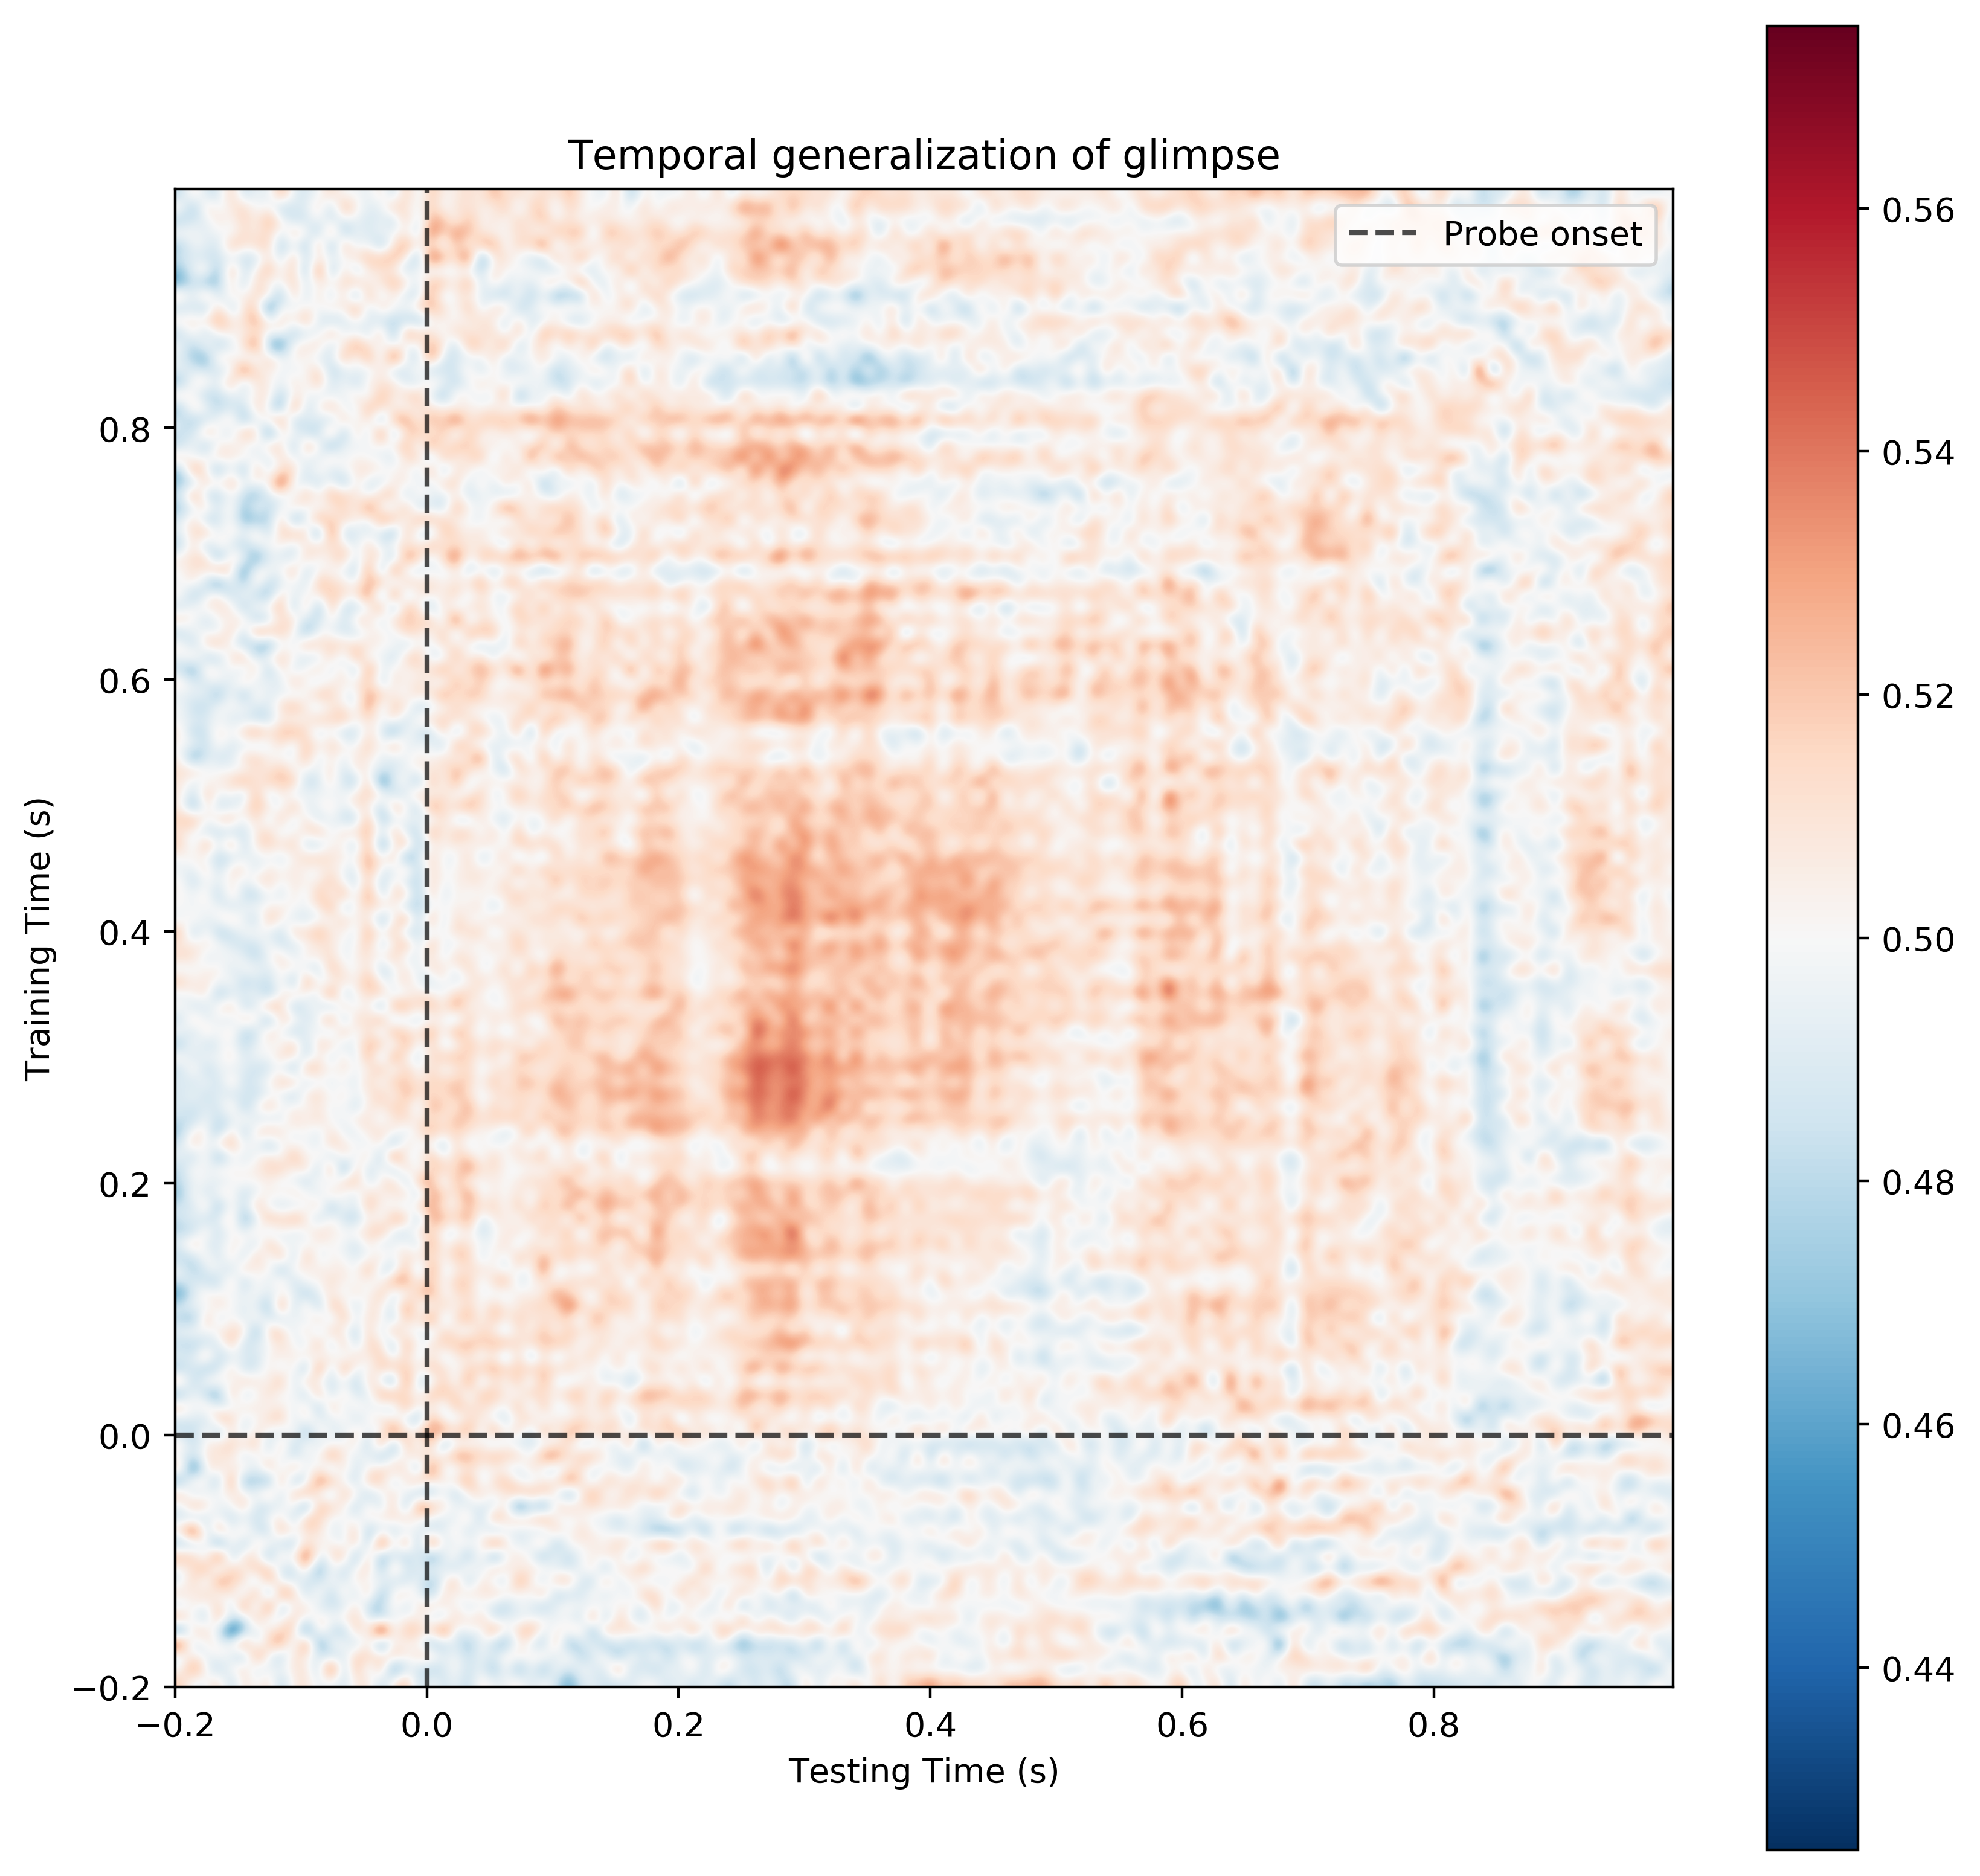 Temporal generalization of glimpse
Probe onset
0.8
0.6
0.4
0.2
0.0
−0.2
Training Time (s)
−0.2 0.0 0.2 0.4 0.6 0.8
Testing Time (s)
0.56
0.54
0.52
0.50
0.48
0.46
0.44